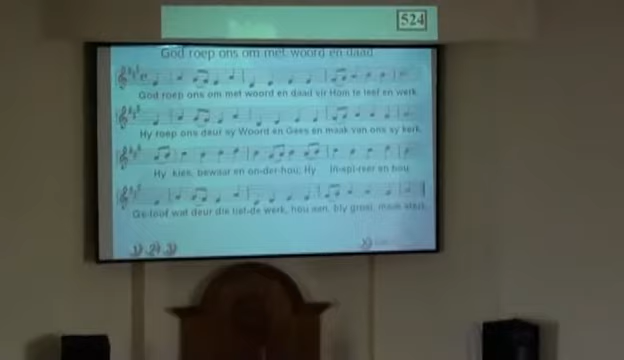 524
God roep ons om met woord en daad
God roep ons om met woord en daad vir Hom te leef en werk.
Hy roep ons deur sy Woord en Gees en maak van ons sy kerk.
Hy kies, bewaar en on-der-hou; Hy in-spi-reer en bou.
Ge-loof wat deur die lief-de werk, hou aan, bly groei, maak sterk.
1) 2) 3)